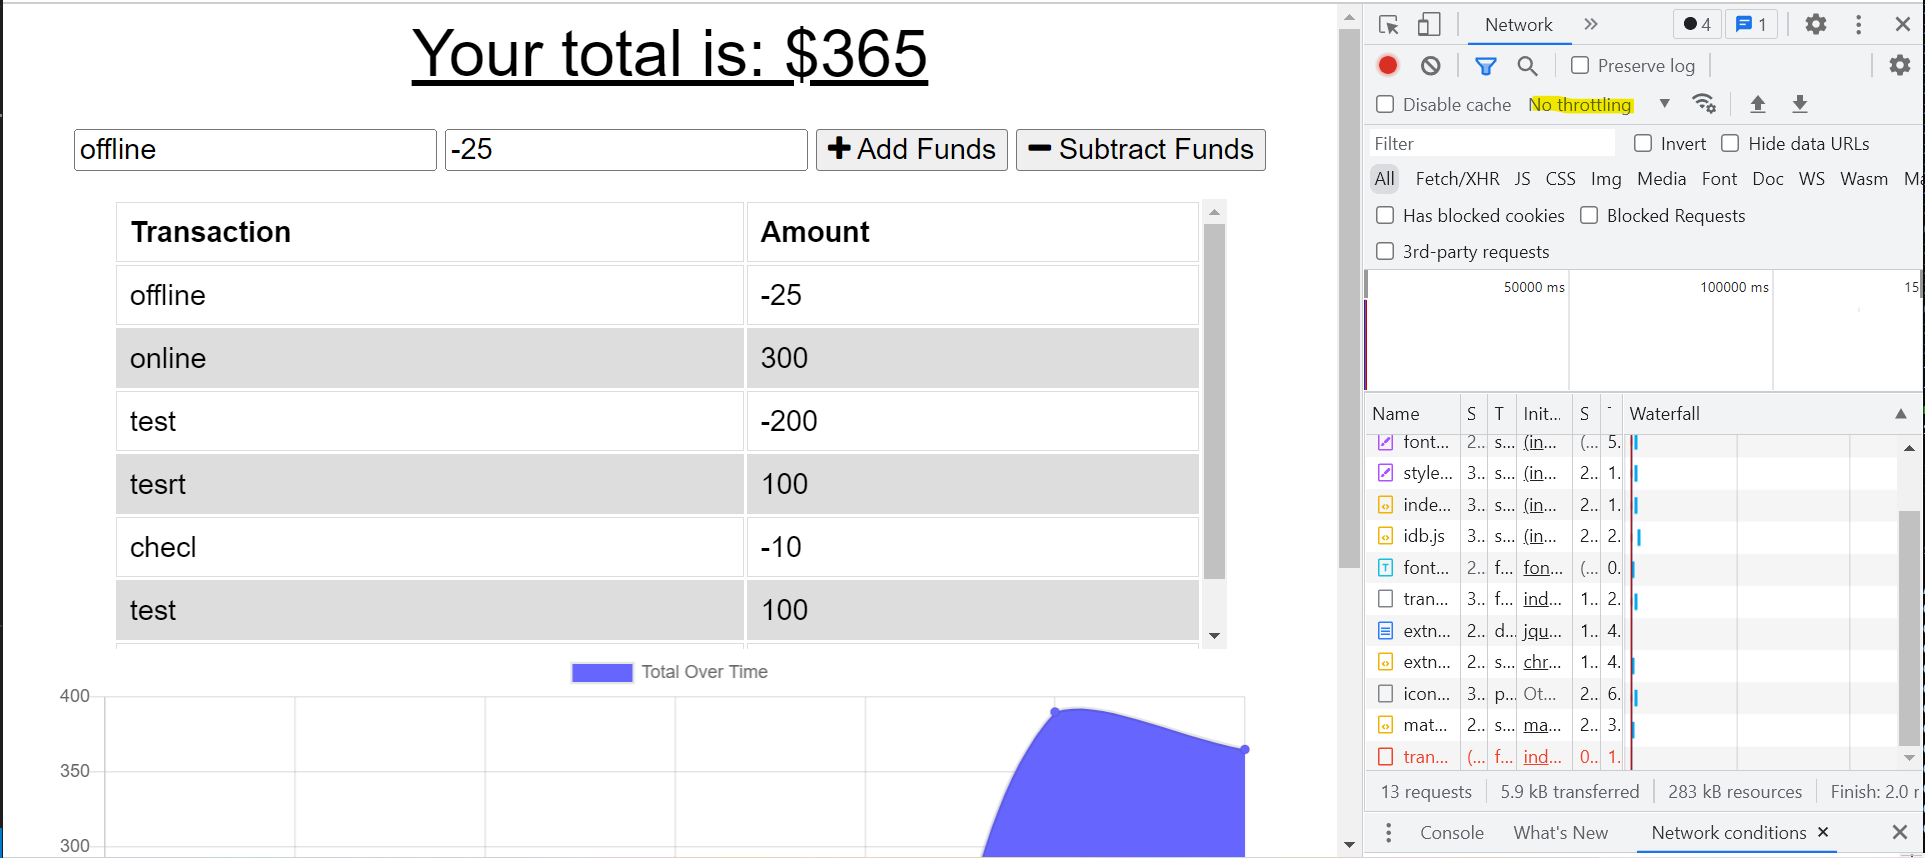 Your total is: $365
offline
-25
Add Funds
Subtract Funds
Transaction Amount
offline -25
online 300
test -200
tesrt 100
checl -10
test 100
Total Over Time
400
350
300
Network
4
1
Preserve log
Disable cache No throttling
Filter
Invert Hide data URLs
All Fetch/XHR JS CSS Img Media Font Doc WS Wasm Ma
Has blocked cookies Blocked Requests
3rd-party requests
50000 ms 100000 ms 15
Name S T Init... S Waterfall
font... 2.. s... (in... (... 5.
style... 3.. s... (in... 2.. 1.
inde... 3.. s... (in... 2.. 1.
idb.js 3.. s... (in... 2.. 2.
font... 2.. f... fon... (... 0.
tran... 3.. f... ind... 1.. 2.
extn... 2.. d... jqu... 1.. 4.
extn... 2.. s... chr... 1.. 4.
icon... 3.. p... Ot... 2.. 6.
mat... 2.. s... ma... 2.. 3.
tran... (... f... ind... 0.. 1.
13 requests 5.9 kB transferred 283 kB resources Finish: 2.0 r
Console What's New Network conditions